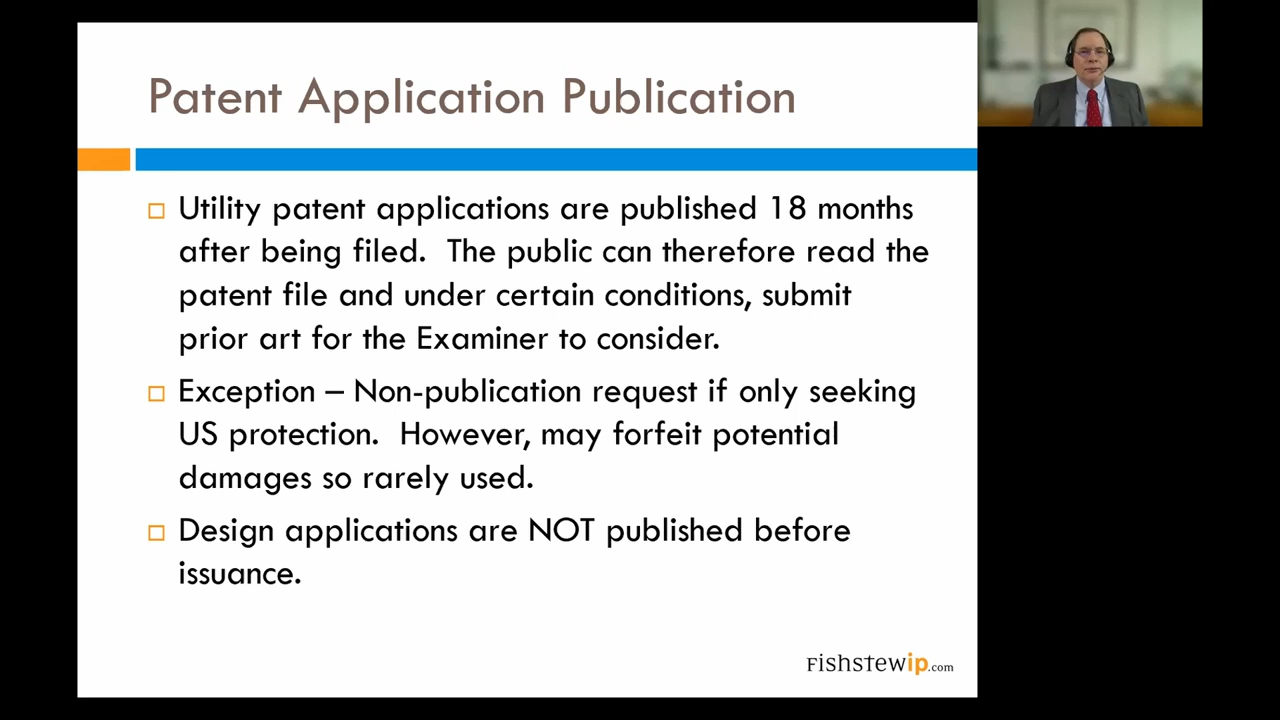 Patent Application Publication
Utility patent applications are published 18 months
after being filed.  The public can therefore read the
patent file and under certain conditions, submit
prior art for the Examiner to consider.
Exception – Non-publication request if only seeking
US protection.  However, may forfeit potential
damages so rarely used.
Design applications are NOT published before
issuance.
Fishstewip.com